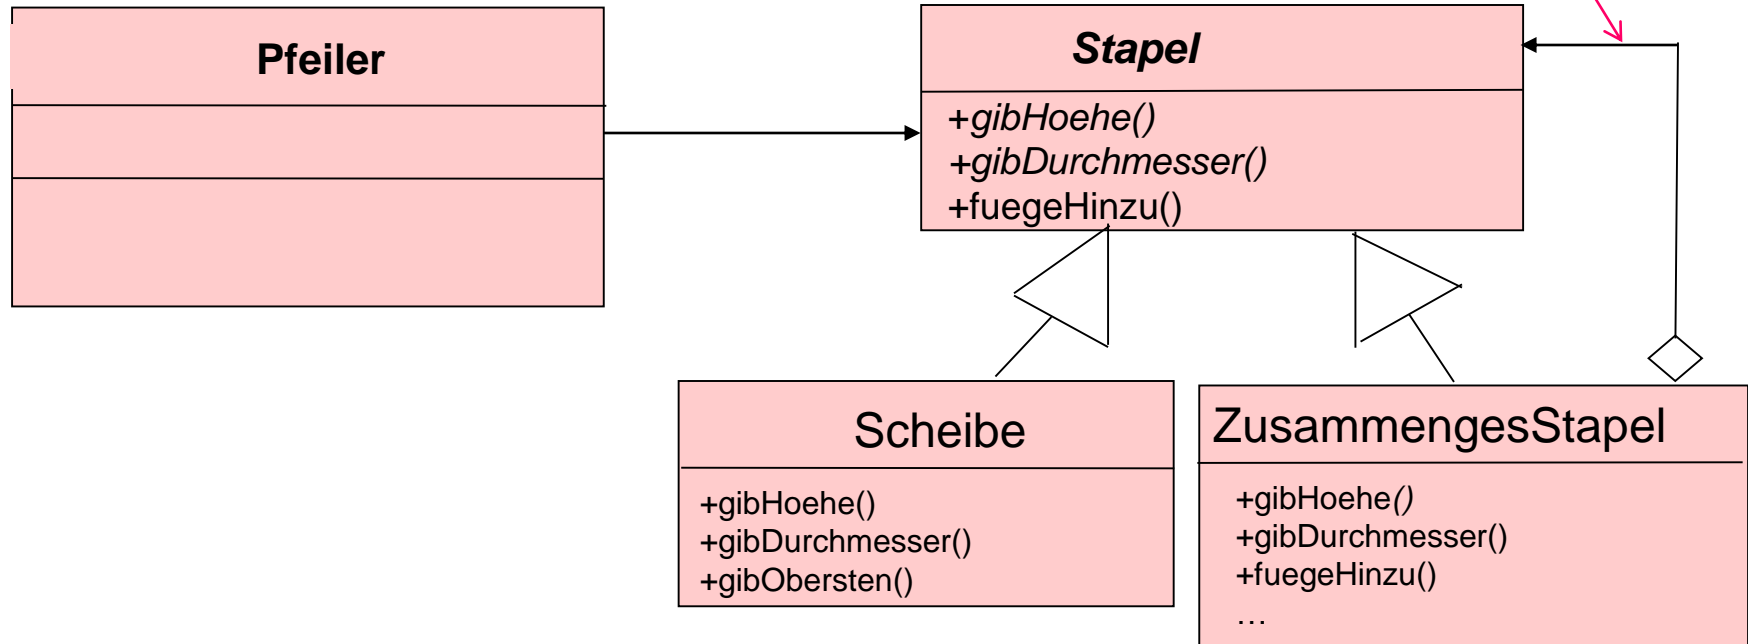 Pfeiler
Stapel
+gibHoehe()
+gibDurchmesser()
+fuegeHinzu()
Scheibe
+gibHoehe()
+gibDurchmesser()
+gibObersten()
ZusammengesStapel
+gibHoehe()
+gibDurchmesser()
+fuegeHinzu()
…